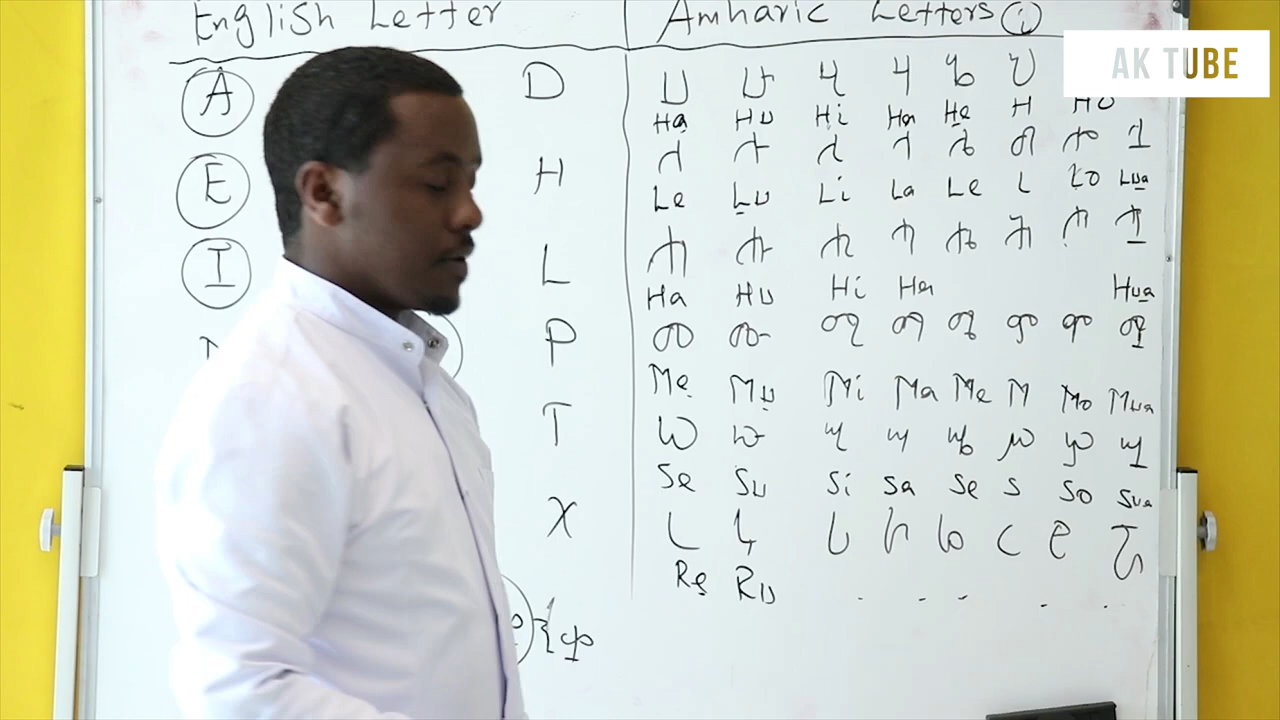 English Letter Amharic Letters (i)
AK TUBE
A D ሀ ሁ ሂ ሃ ሄ ህ
Ha Hu Hi Ha He H Ho
ለ ሉ ሊ ላ ሌ ል ሎ ሏ
E H Le Lu Li La Le L Lo Lua
ሐ ሑ ሒ ሓ ሔ ሕ ሖ ሗ
I L Ha Hu Hi Ha Hua
P መ ሙ ሚ ማ ሜ ም ሞ ሟ
Me Mu Mi Ma Me M Mo Mua
T ሠ ሡ ሢ ሣ ሤ ሥ ሦ ሧ
Se Su Si Sa Se S So Sua
X ረ ሩ ሪ ራ ሬ ር ሮ ሯ
Re Ru . . . . .